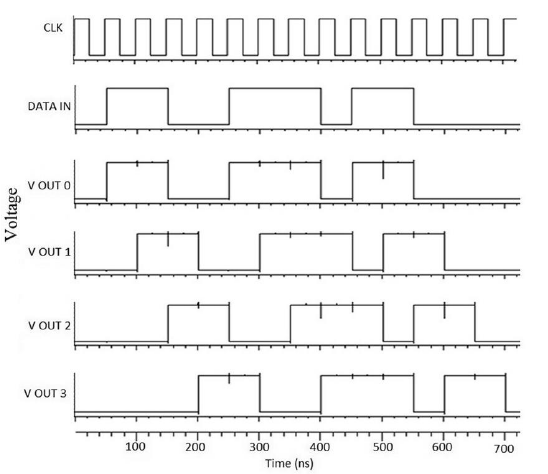 CLK
DATA IN
V OUT 0
V OUT 1
V OUT 2
V OUT 3
Voltage
100 200 300 400 500 600 700
Time (ns)